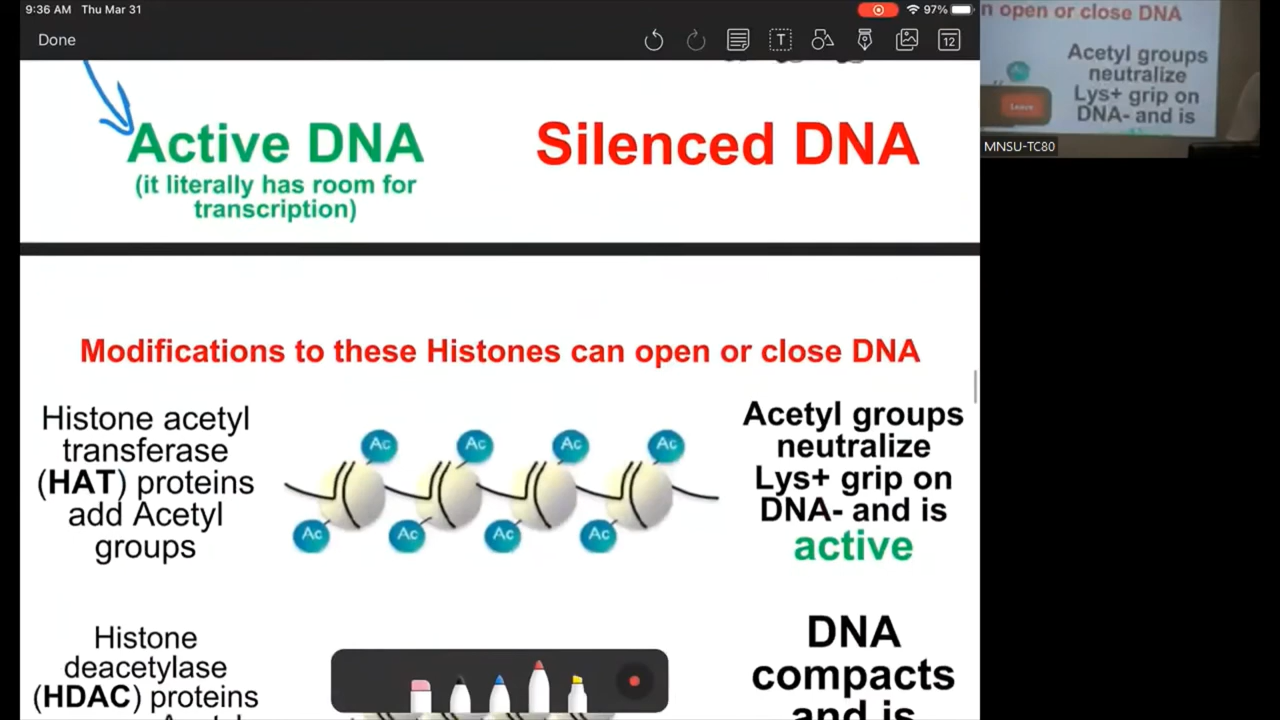 9:36 AM Thu Mar 31
97%
Done
T
12
Active DNA
(it literally has room for
transcription)
Silenced DNA
Modifications to these Histones can open or close DNA
Histone acetyl
transferase
(HAT) proteins
add Acetyl
groups
Ac Ac Ac Ac
Ac Ac Ac Ac
Acetyl groups
neutralize
Lys+ grip on
DNA- and is
active
Histone
deacetylase
(HDAC) proteins
DNA
compacts
and is
n open or close DNA
Acetyl groups
neutralize
Lys+ grip on
DNA- and is
Leave
MNSU-TC80